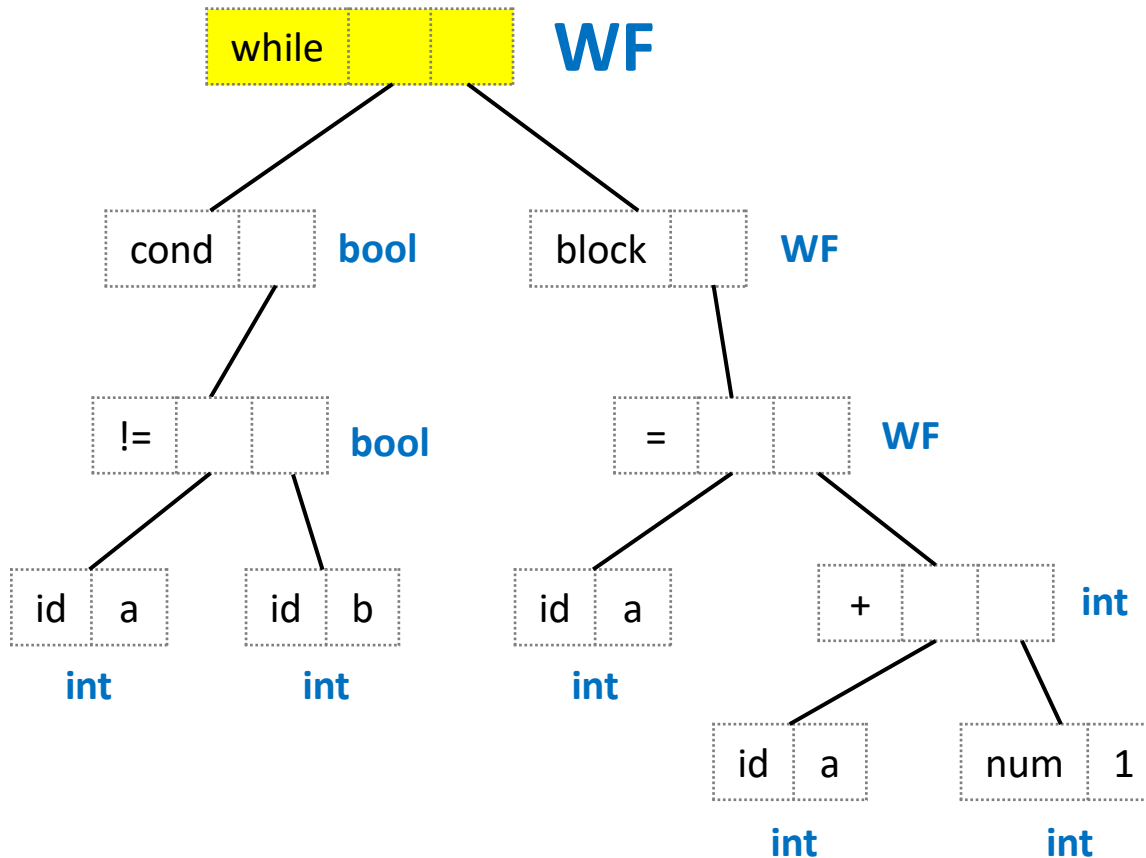 while WF
cond bool block WF
!= bool = WF
id a id b id a + int
int int int
id a num 1
int int